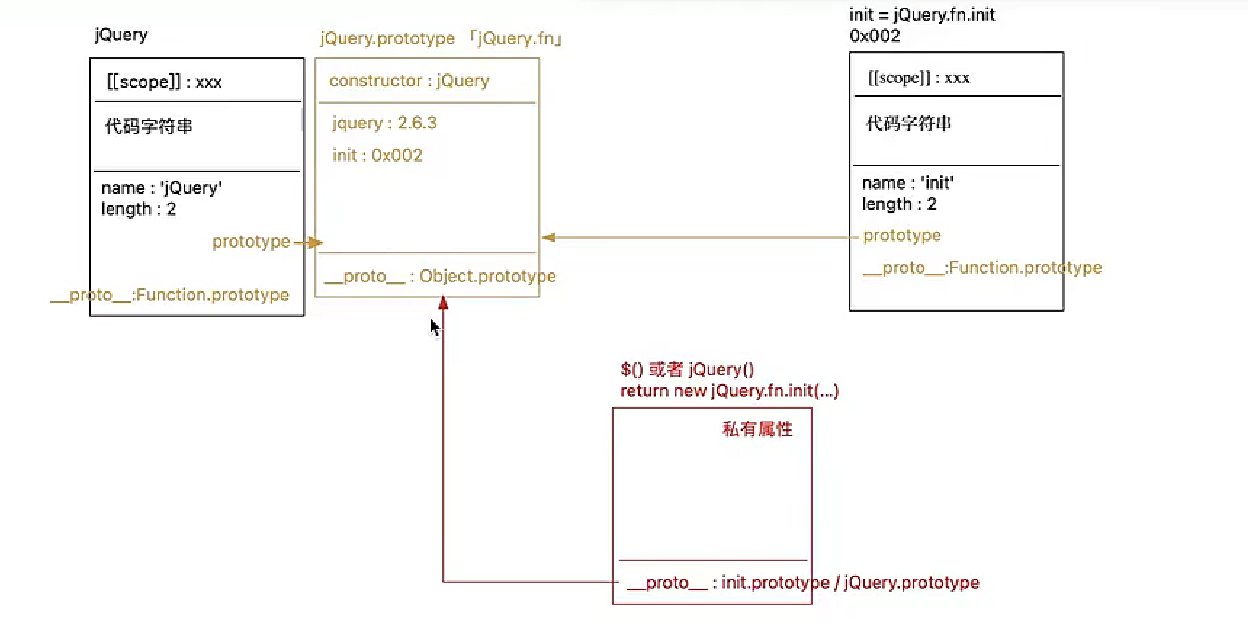 jQuery
[[scope]] : xxx
代码字符串
name : 'jQuery'
length : 2
prototype
__proto__:Function.prototype
jQuery.prototype 「jQuery.fn」
constructor : jQuery
jquery : 2.6.3
init : 0x002
__proto__ : Object.prototype
init = jQuery.fn.init
0x002
[[scope]] : xxx
代码字符串
name : 'init'
length : 2
prototype
__proto__:Function.prototype
$() 或者 jQuery()
return new jQuery.fn.init(...)
私有属性
__proto__ : init.prototype / jQuery.prototype